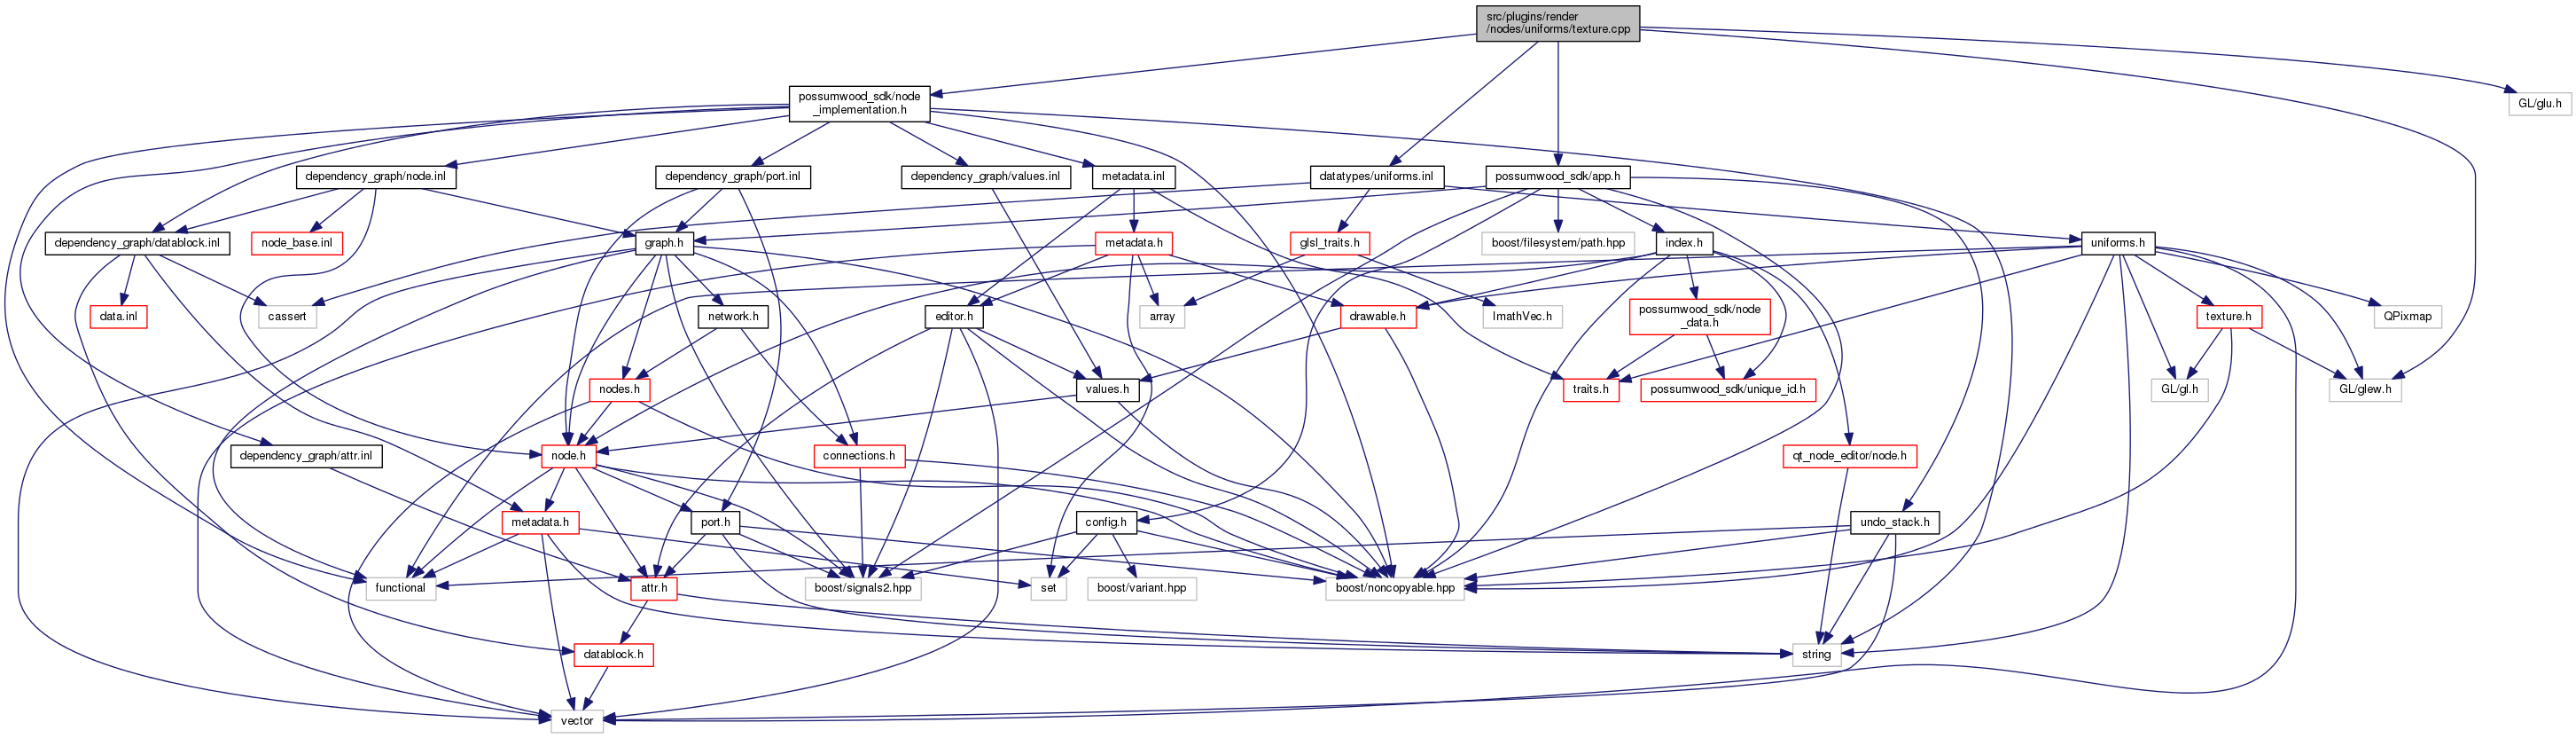 src/plugins/render
/nodes/uniforms/texture.cpp
possumwood_sdk/node
_implementation.h
GL/glu.h
dependency_graph/node.inl
dependency_graph/port.inl
dependency_graph/values.inl
metadata.inl
datatypes/uniforms.inl
possumwood_sdk/app.h
dependency_graph/datablock.inl
node_base.inl
graph.h
metadata.h
glsl_traits.h
boost/filesystem/path.hpp
index.h
uniforms.h
data.inl
cassert
network.h
editor.h
array
drawable.h
ImathVec.h
possumwood_sdk/node
_data.h
texture.h
QPixmap
nodes.h
values.h
traits.h
possumwood_sdk/unique_id.h
GL/gl.h
GL/glew.h
dependency_graph/attr.inl
node.h
connections.h
qt_node_editor/node.h
metadata.h
port.h
config.h
undo_stack.h
functional
attr.h
boost/signals2.hpp
set
boost/variant.hpp
boost/noncopyable.hpp
datablock.h
string
vector